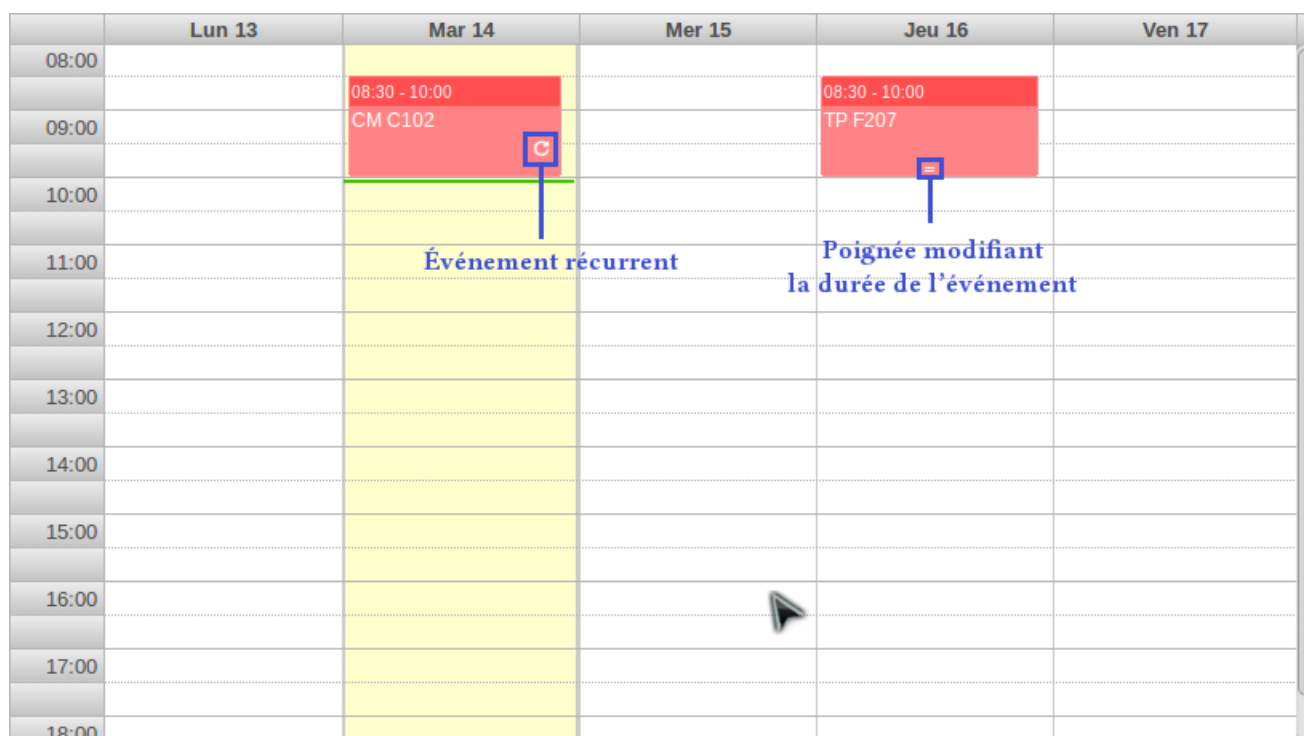 Lun 13 Mar 14 Mer 15 Jeu 16 Ven 17
08:00
08:30 - 10:00 08:30 - 10:00
09:00 CM C102 TP F207
10:00
Événement récurrent
Poignée modifiant
la durée de l'événement
11:00
12:00
13:00
14:00
15:00
16:00
17:00
18:00